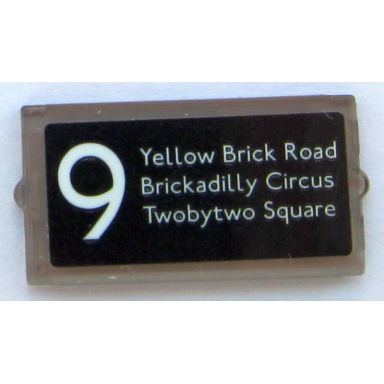 9
Yellow Brick Road
Brickadilly Circus
Twobytwo Square